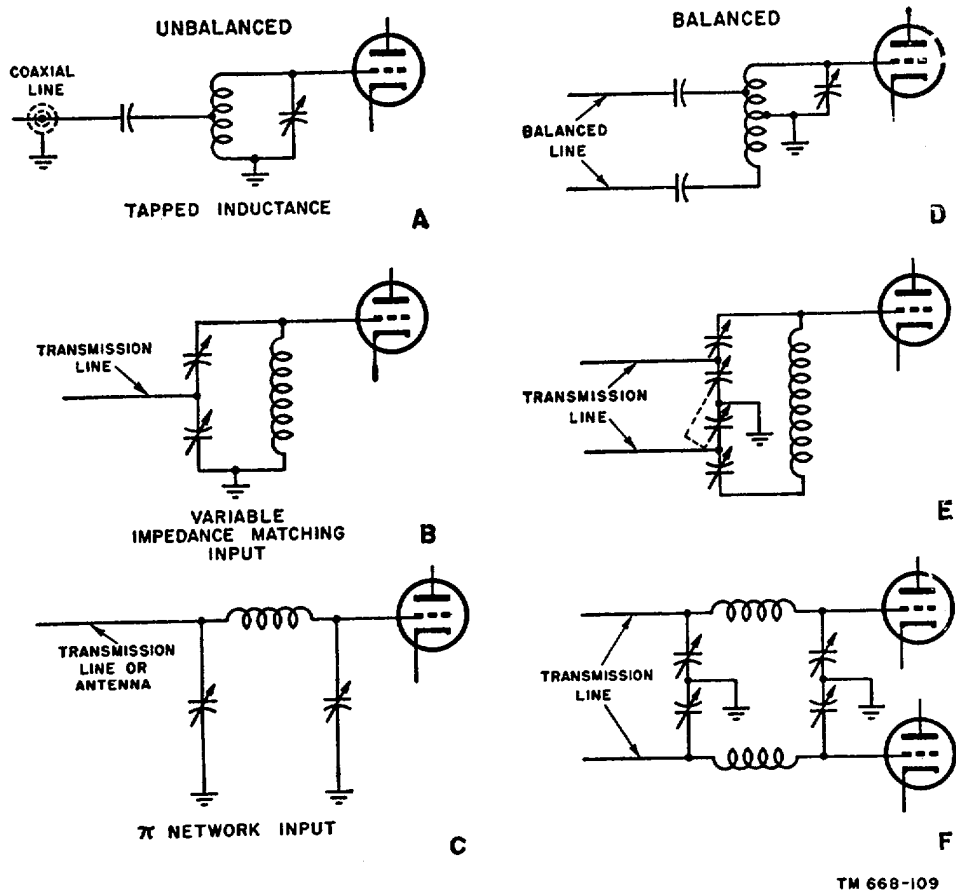 UNBALANCED
COAXIAL
LINE
TAPPED INDUCTANCE
A
TRANSMISSION
LINE
VARIABLE
IMPEDANCE MATCHING
INPUT
B
TRANSMISSION
LINE OR
ANTENNA
π NETWORK INPUT
C
BALANCED
BALANCED
LINE
D
TRANSMISSION
LINE
E
TRANSMISSION
LINE
F
TM 668-109